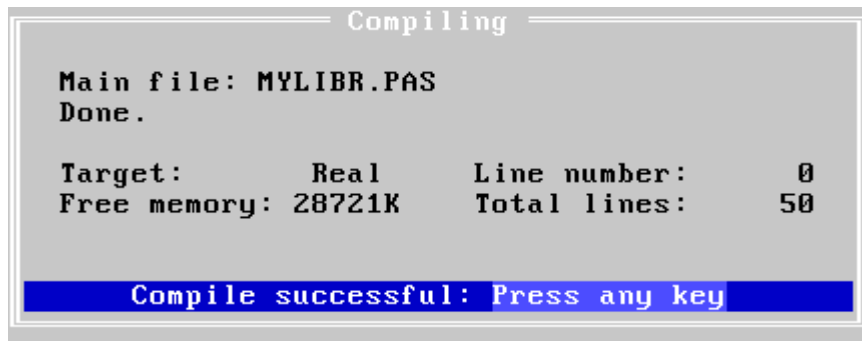 Compiling
Main file: MYLIBR.PAS
Done.
Target: Real Line number: 0
Free memory: 28721K Total lines: 50
Compile successful: Press any key